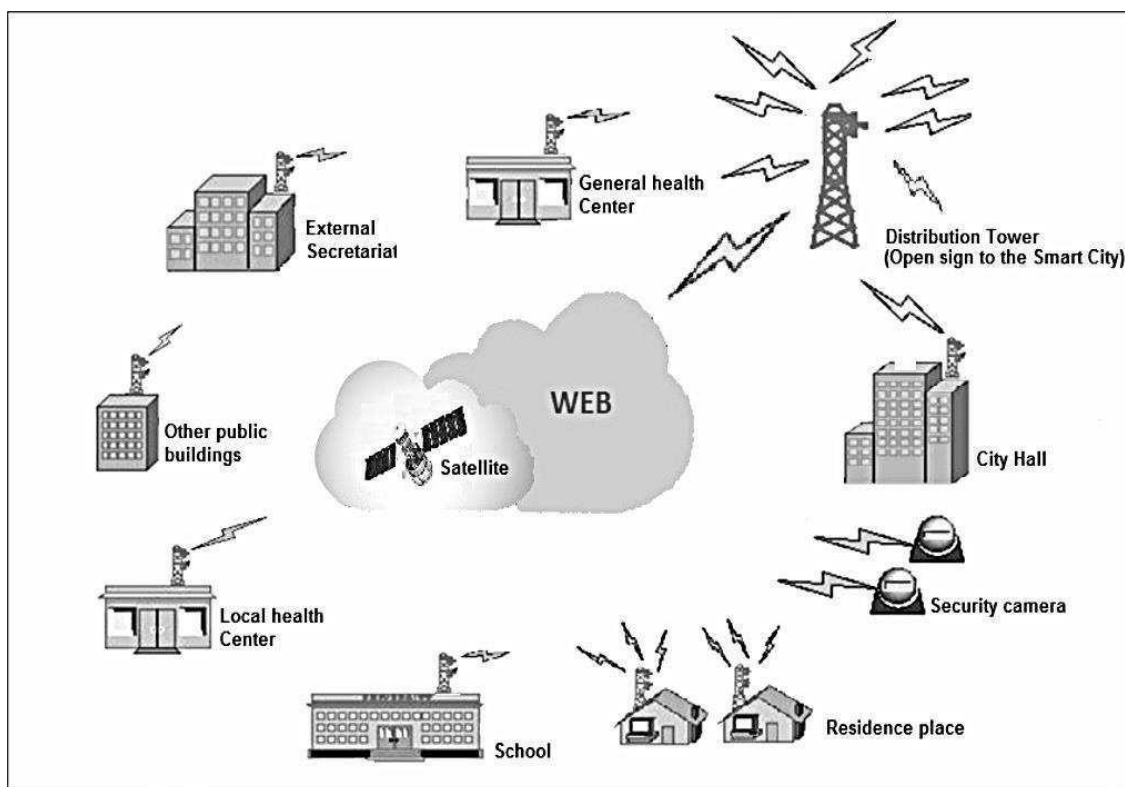 General health
Center
External
Secretariat
Distribution Tower
(Open sign to the Smart City)
WEB
Satellite
Other public
buildings
City Hall
Local health
Center
Security camera
School
Residence place